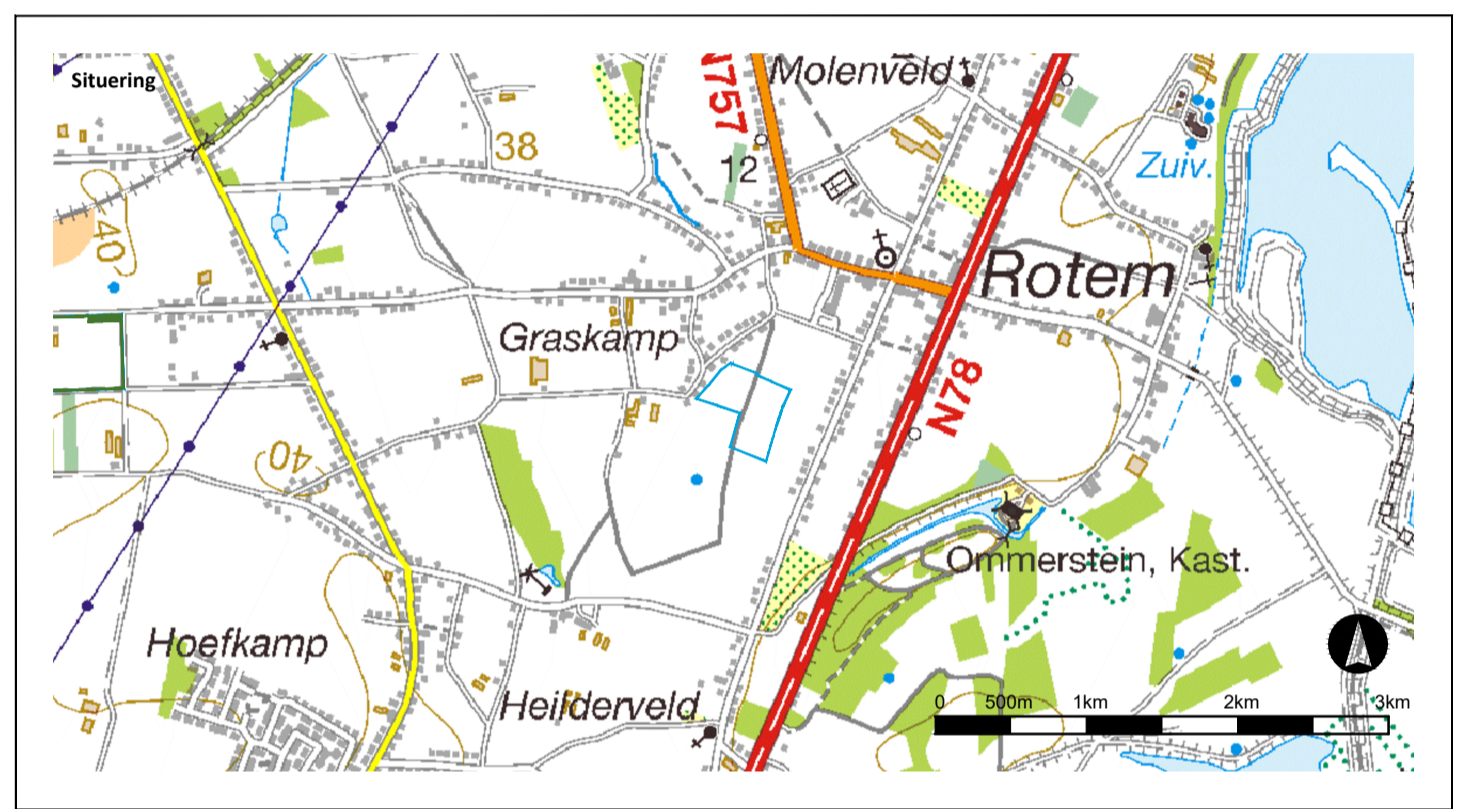 Situering
N757
Molenveld
38
12
Zuiv.
40
Rotem
Graskamp
N78
40
Ommerstein, Kast.
Hoefkamp
Heilderveld
0 500m 1km 2km 3km